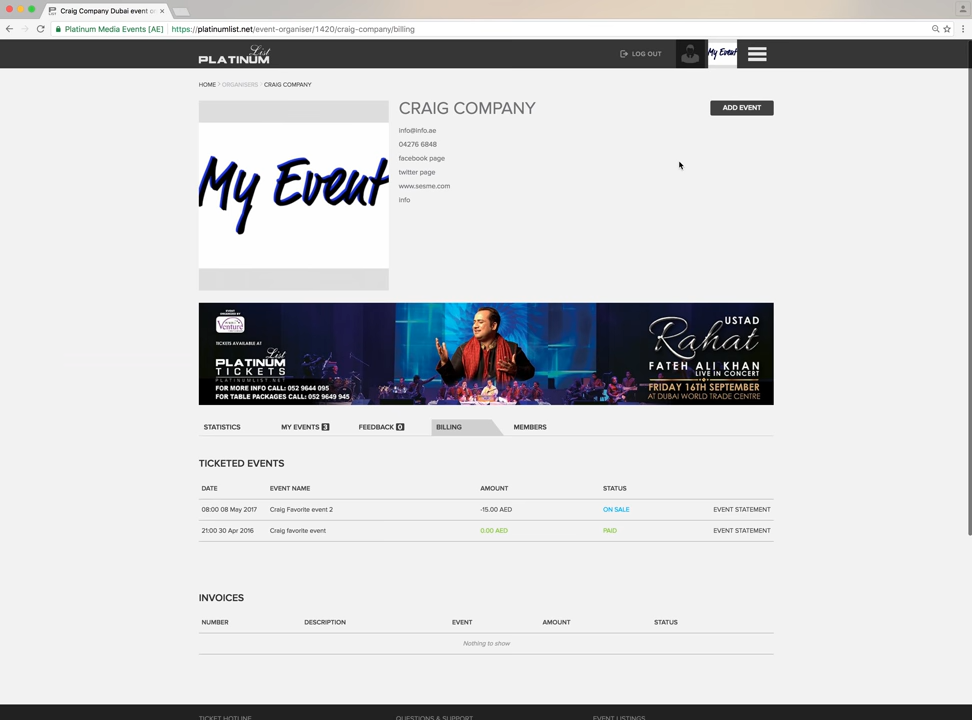 Craig Company Dubai event o
Platinum Media Events [AE]
https://platinumlist.net/event-organiser/1420/craig-company/billing
PLATINUM List
LOG OUT
My Event
HOME
ORGANISERS
CRAIG COMPANY
CRAIG COMPANY
ADD EVENT
info@info.ae
04276 6848
facebook page
twitter page
www.sesme.com
info
My Event
Venture
TICKETS AVAILABLE AT
PLATINUM List
TICKETS
PLATINUMLIST.NET
FOR MORE INFO CALL: 052 9644 095
FOR TABLE PACKAGES CALL: 052 9649 945
USTAD
Rahat
FATEH ALI KHAN
LIVE IN CONCERT
FRIDAY 16TH SEPTEMBER
AT DUBAI WORLD TRADE CENTRE
STATISTICS MY EVENTS 3 FEEDBACK 0 BILLING MEMBERS
TICKETED EVENTS
DATE EVENT NAME AMOUNT STATUS
08:00 08 May 2017 Craig Favorite event 2 -15.00 AED ON SALE EVENT STATEMENT
21:00 30 Apr 2016 Craig favorite event 0.00 AED PAID EVENT STATEMENT
INVOICES
NUMBER DESCRIPTION EVENT AMOUNT STATUS
Nothing to show
TICKET HOTLINE QUESTIONS & SUPPORT EVENT LISTINGS